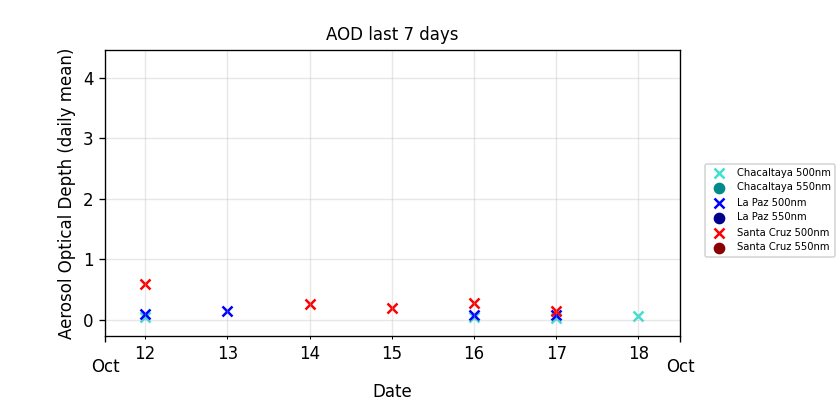 AOD last 7 days
Aerosol Optical Depth (daily mean)
4
3
2
1
0
12 13 14 15 16 17 18
Oct Oct
Date
Chacaltaya 500nm
Chacaltaya 550nm
La Paz 500nm
La Paz 550nm
Santa Cruz 500nm
Santa Cruz 550nm